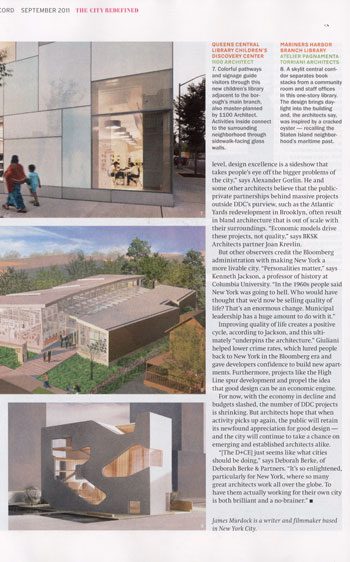 CORD SEPTEMBER 2011 THE CITY REDEFINED
QUEENS CENTRAL
LIBRARY CHILDREN'S
DISCOVERY CENTER
1100 ARCHITECT
7. Colorful pathways
and signage guide
visitors through this
new children's library
adjacent to the bor-
ough's main branch,
also master-planned
by 1100 Architect.
Activities inside connect
to the surrounding
neighborhood through
sidewalk-facing glass
walls.
MARINERS HARBOR
BRANCH LIBRARY
ATELIER PAGNAMENTA
TORRIANI ARCHITECTS
8. A skylit central corri-
dor separates book
stacks from a community
room and staff offices
in this one-story library.
The design brings day-
light into the building
and, the architects say,
was inspired by a cracked
oyster — recalling the
Staten Island neighbor-
hood's maritime past.
level, design excellence is a sideshow that
takes people's eye off the bigger problems of
the city," says Alexander Gorlin. He and
some other architects believe that the public-
private partnerships behind massive projects
outside DDC's purview, such as the Atlantic
Yards redevelopment in Brooklyn, often result
in bland architecture that is out of scale with
their surroundings. "Economic models drive
these projects, not quality," says BKSK
Architects partner Joan Krevlin.
But other observers credit the Bloomberg
administration with making New York a
more livable city. "Personalities matter," says
Kenneth Jackson, a professor of history at
Columbia University. "In the 1960s people said
New York was going to hell. Who would have
thought that we'd now be selling quality of
life? That's an enormous change. Municipal
leadership has a huge amount to do with it."
Improving quality of life creates a positive
cycle, according to Jackson, and this ulti-
mately "underpins the architecture." Giuliani
helped lower crime rates, which lured people
back to New York in the Bloomberg era and
gave developers confidence to build new apart-
ments. Furthermore, projects like the High
Line spur development and propel the idea
that good design can be an economic engine.
For now, with the economy in decline and
budgets slashed, the number of DDC projects
is shrinking. But architects hope that when
activity picks up again, the public will retain
its newfound appreciation for good design —
and the city will continue to take a chance on
emerging and established architects alike.
"[The D+CE] just seems like what cities
should be doing," says Deborah Berke, of
Deborah Berke & Partners. "It's so enlightened,
particularly for New York, where so many
great architects work all over the globe. To
have them actually working for their own city
is both brilliant and a no-brainer." ■
James Murdock is a writer and filmmaker based
in New York City.